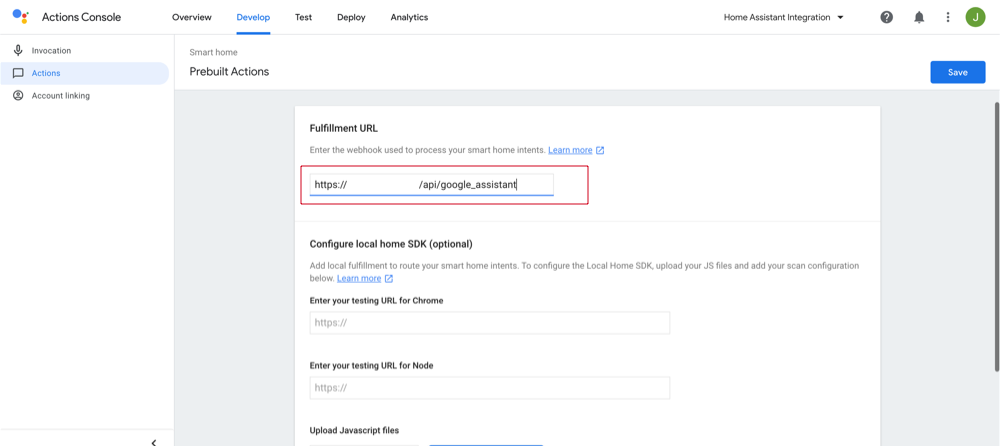 Actions Console
Overview
Develop
Test
Deploy
Analytics
Home Assistant Integration
J
Invocation
Actions
Account linking
Smart home
Prebuilt Actions
Save
Fulfillment URL
Enter the webhook used to process your smart home intents. Learn more
https:// /api/google_assistant
Configure local home SDK (optional)
Add local fulfillment to route your smart home intents. To configure the Local Home SDK, upload your JS files and add your scan configuration
below. Learn more
Enter your testing URL for Chrome
https://
Enter your testing URL for Node
https://
Upload Javascript files